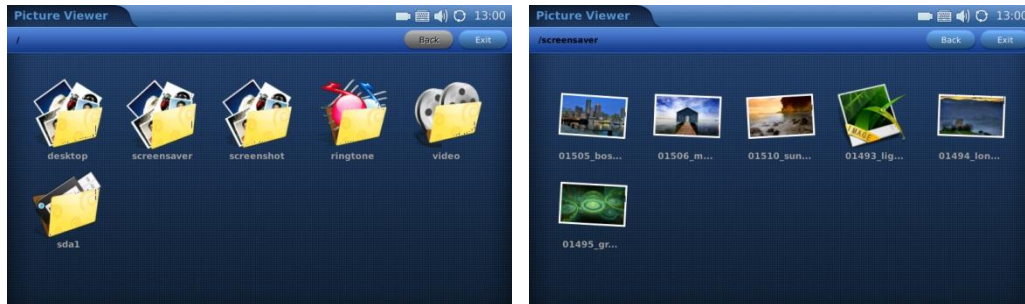 Picture Viewer 13:00
/ Back Exit
desktop screensaver screenshot ringtone video
sda1
Picture Viewer 13:00
/screensaver Back Exit
01505_bos... 01506_m... 01510_sun... 01493_lig... 01494_lon...
IMAGE
01495_gr...